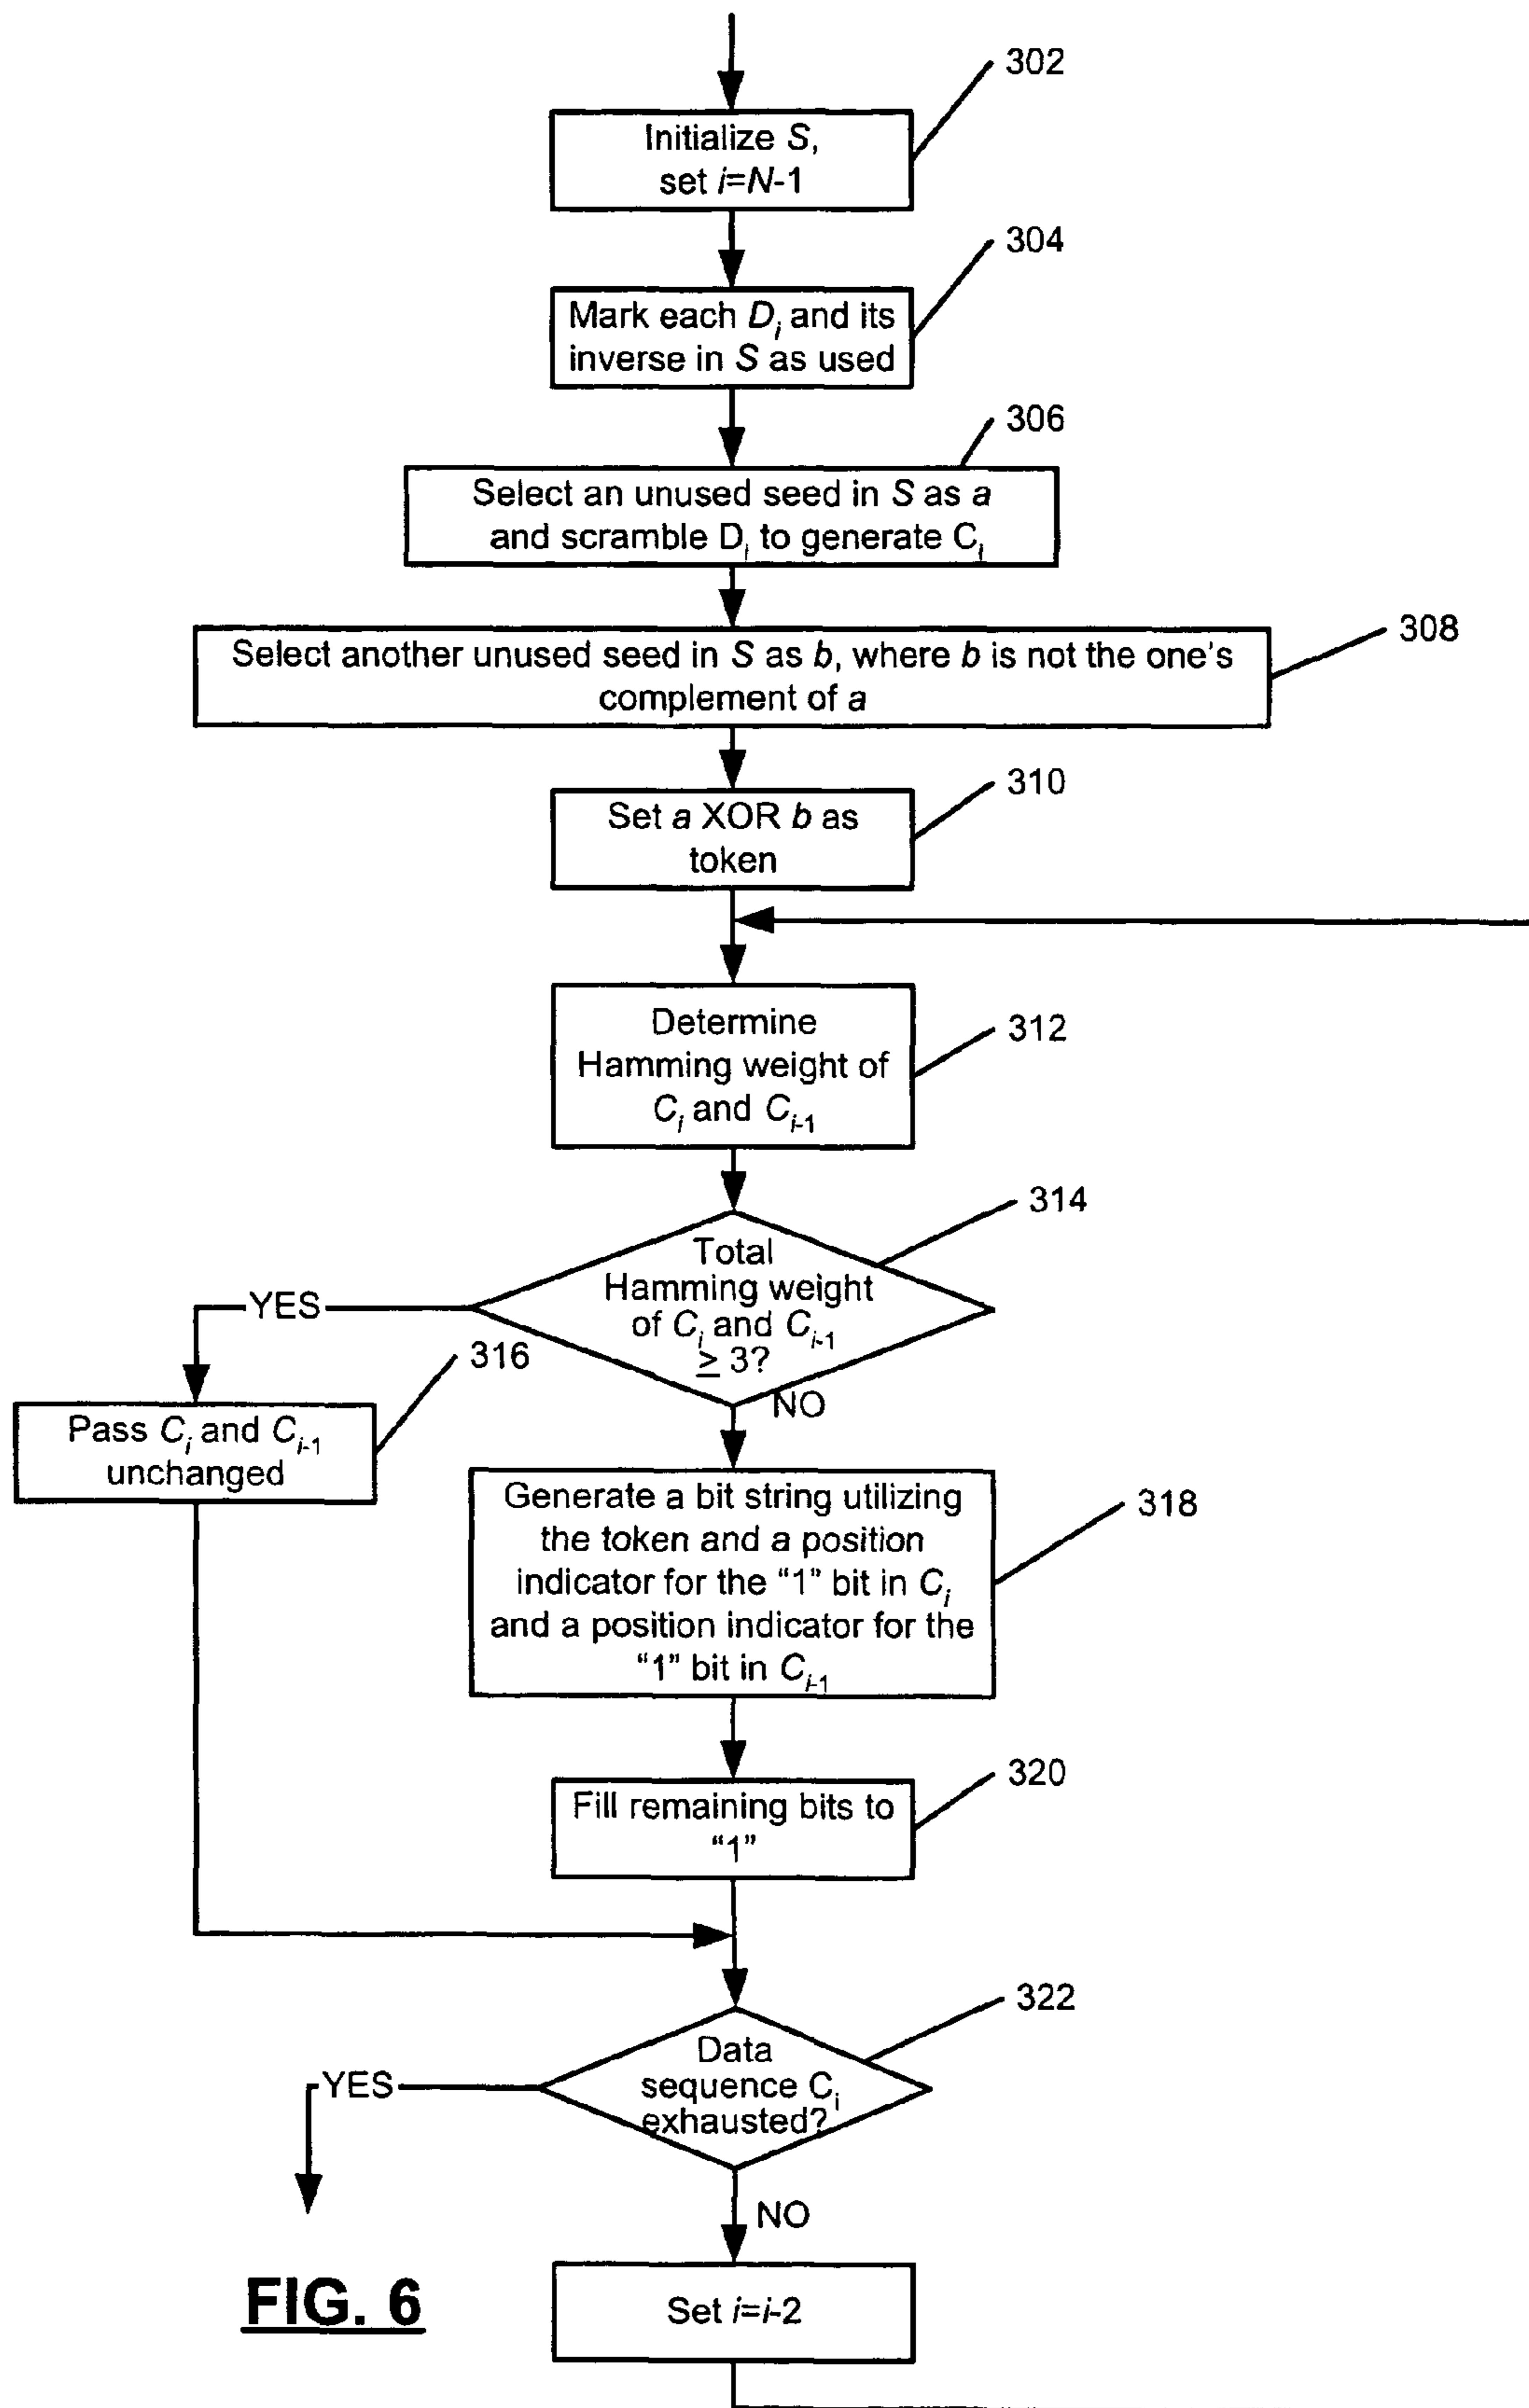 302
Initialize S,
set i=N-1
304
Mark each Di and its
inverse in S as used
306
Select an unused seed in S as a
and scramble Di to generate Ci
308
Select another unused seed in S as b, where b is not the one's
complement of a
310
Set a XOR b as
token
312
Determine
Hamming weight of
Ci and Ci-1
314
Total
Hamming weight
of Ci and Ci-1
≥ 3?
YES
316
NO
Pass Ci and Ci-1
unchanged
318
Generate a bit string utilizing
the token and a position
indicator for the “1” bit in Ci
and a position indicator for the
“1” bit in Ci-1
320
Fill remaining bits to
“1”
322
Data
sequence Ci
exhausted?
YES
NO
Set i=i-2
FIG. 6